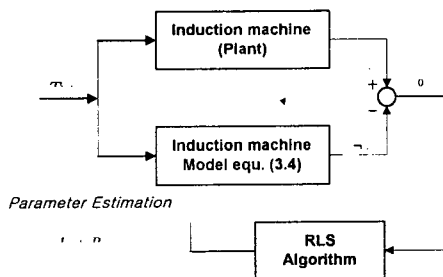 Induction machine
(Plant)
+
−
Induction machine
Model equ. (3.4)
Parameter Estimation
RLS
Algorithm